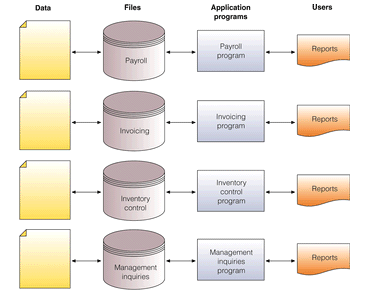 Data
Files
Application
programs
Users
Payroll
Payroll
program
Reports
Invoicing
Invoicing
program
Reports
Inventory
control
Inventory
control
program
Reports
Management
inquiries
Management
inquiries
program
Reports